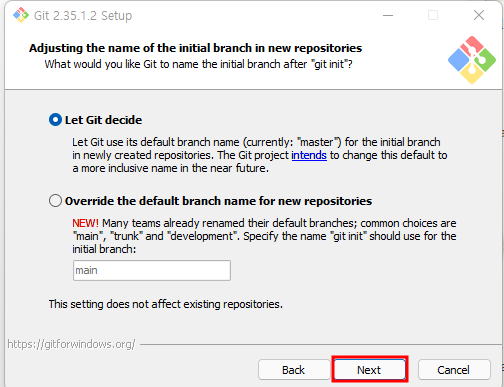 Git 2.35.1.2 Setup
Adjusting the name of the initial branch in new repositories
What would you like Git to name the initial branch after "git init"?
Let Git decide
Let Git use its default branch name (currently: "master") for the initial branch
in newly created repositories. The Git project intends to change this default to
a more inclusive name in the near future.
Override the default branch name for new repositories
NEW! Many teams already renamed their default branches; common choices are
"main", "trunk" and "development". Specify the name "git init" should use for the
initial branch:
main
This setting does not affect existing repositories.
https://gitforwindows.org/
Back Next Cancel